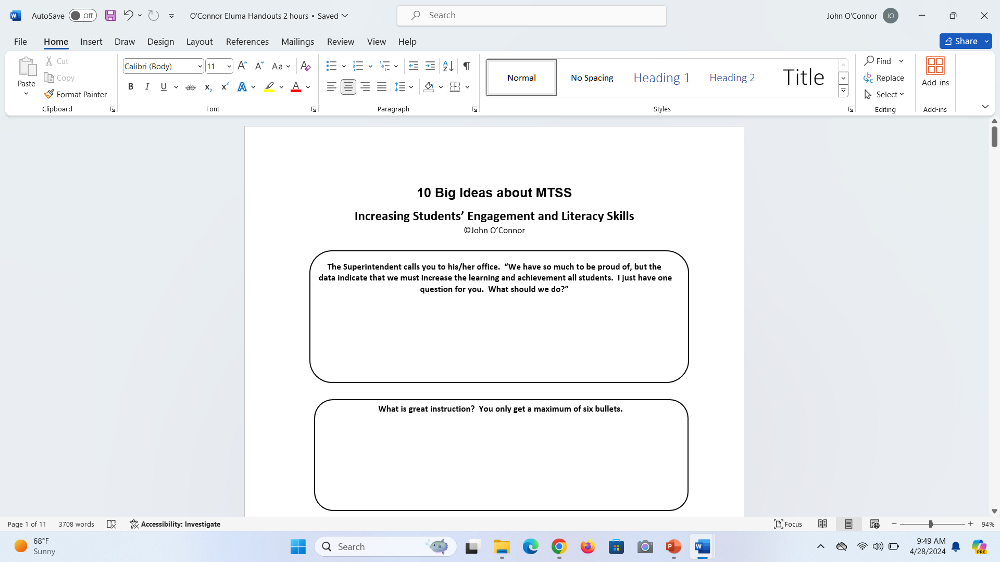 AutoSave Off O'Connor Eluma Handouts 2 hours • Saved Search John O'Connor JO
File Home Insert Draw Design Layout References Mailings Review View Help Share
Paste Cut Copy Format Painter Clipboard
Calibri (Body) 11 Font
Paragraph
Normal No Spacing Heading 1 Heading 2 Title Styles
Find Replace Select Editing
Add-ins Add-ins
10 Big Ideas about MTSS
Increasing Students’ Engagement and Literacy Skills
©John O’Connor
The Superintendent calls you to his/her office. “We have so much to be proud of, but the
data indicate that we must increase the learning and achievement all students. I just have one
question for you. What should we do?”
What is great instruction? You only get a maximum of six bullets.
Page 1 of 11 3708 words Accessibility: Investigate Focus 94%
68°F
Sunny
Search
9:49 AM
4/28/2024
PRE